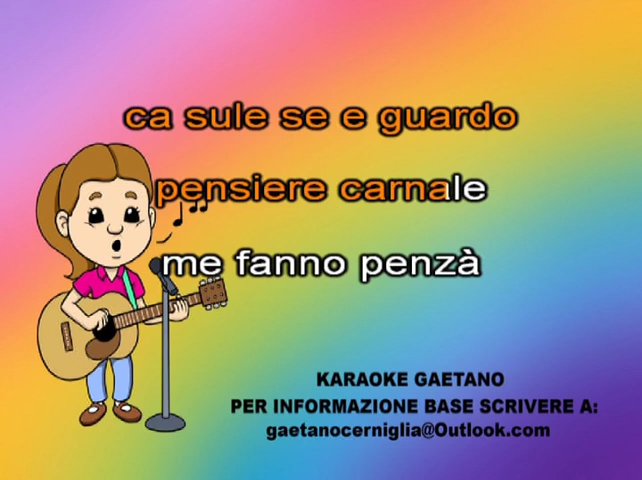 ca sule se e guardo
pensiere carnale
me fanno penzà
KARAOKE GAETANO
PER INFORMAZIONE BASE SCRIVERE A:
gaetanocerniglia@Outlook.com